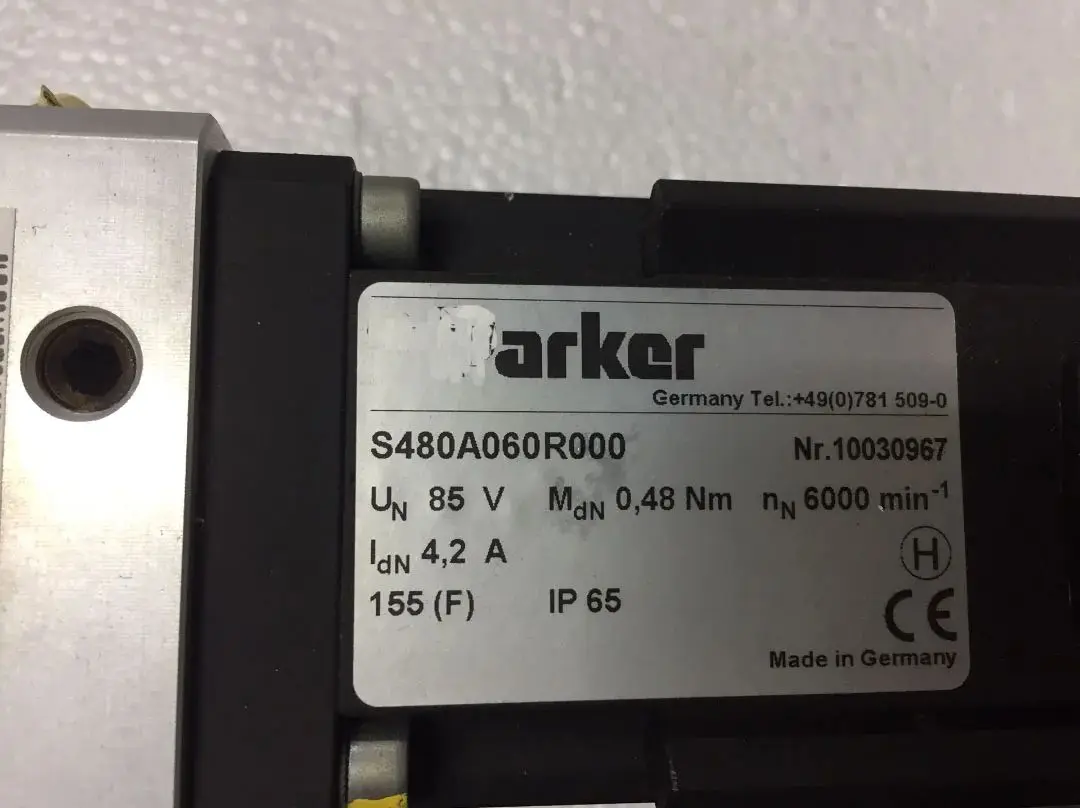 Parker
Germany Tel.:+49(0)781 509-0
S480A060R000 Nr.10030967
UN 85 V MdN 0,48 Nm nN 6000 min-1
IdN 4,2 A
H
155 (F) IP 65
CE
Made in Germany